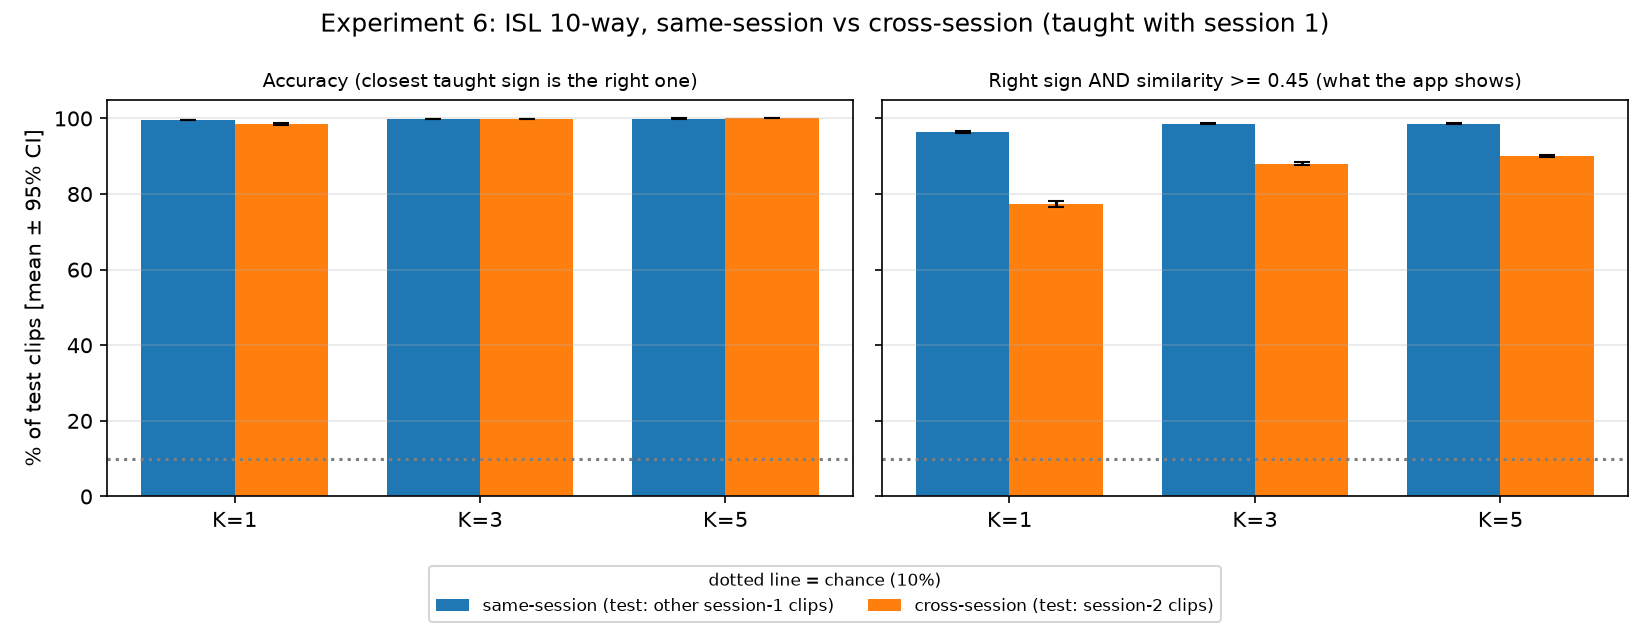 Experiment 6: ISL 10-way, same-session vs cross-session (taught with session 1)
Accuracy (closest taught sign is the right one)
Right sign AND similarity >= 0.45 (what the app shows)
% of test clips [mean ± 95% CI]
100
80
60
40
20
0
K=1
K=3
K=5
K=1
K=3
K=5
dotted line = chance (10%)
same-session (test: other session-1 clips)
cross-session (test: session-2 clips)